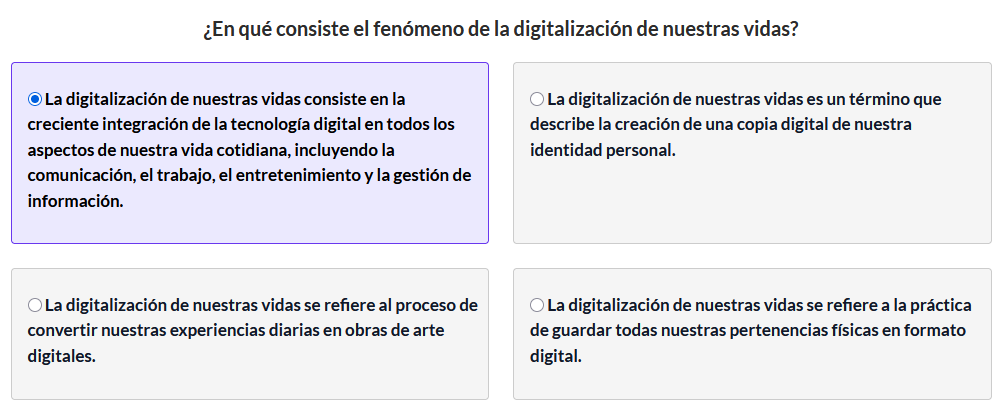 ¿En qué consiste el fenómeno de la digitalización de nuestras vidas?
La digitalización de nuestras vidas consiste en la
creciente integración de la tecnología digital en todos los
aspectos de nuestra vida cotidiana, incluyendo la
comunicación, el trabajo, el entretenimiento y la gestión de
información.
La digitalización de nuestras vidas es un término que
describe la creación de una copia digital de nuestra
identidad personal.
La digitalización de nuestras vidas se refiere al proceso de
convertir nuestras experiencias diarias en obras de arte
digitales.
La digitalización de nuestras vidas se refiere a la práctica
de guardar todas nuestras pertenencias físicas en formato
digital.